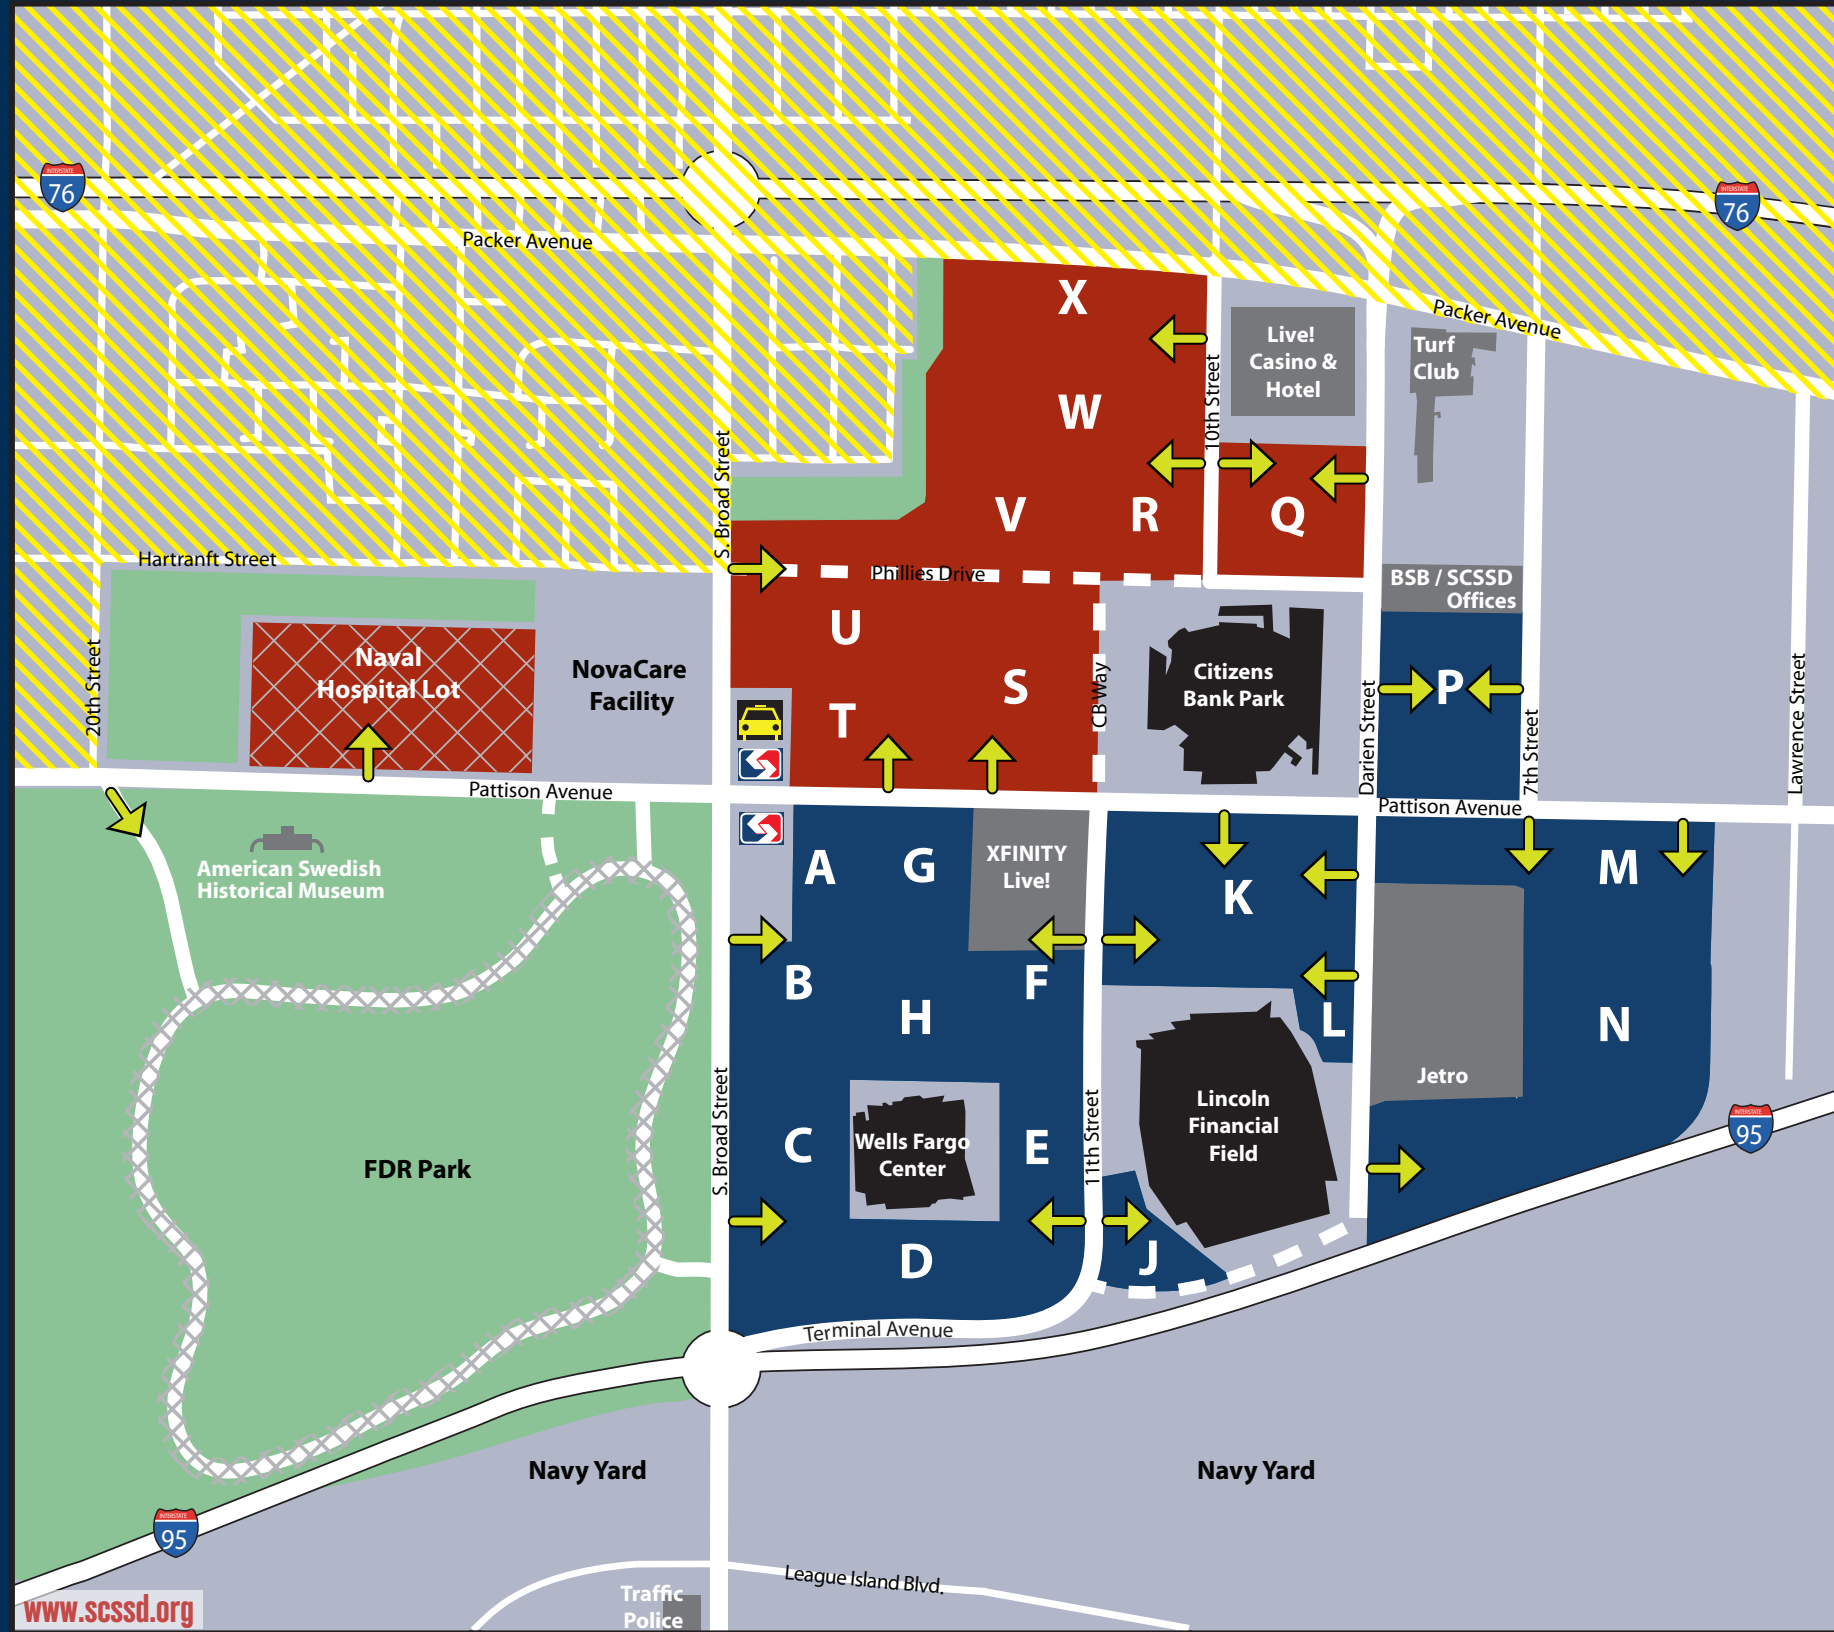 INTERSTATE
76
INTERSTATE
76
Packer Avenue
X
Packer Avenue
Live!
Casino &
Hotel
Turf
Club
10th Street
W
S. Broad Street
V
R
Q
Hartranft Street
Phillies Drive
BSB / SCSSD
Offices
U
Naval
Hospital Lot
NovaCare
Facility
20th Street
S
T
CB Way
Citizens
Bank Park
Darien Street
P
7th Street
Lawrence Street
Pattison Avenue
Pattison Avenue
American Swedish
Historical Museum
A
G
XFINITY
Live!
K
M
B
F
H
L
N
Jetro
S. Broad Street
C
Wells Fargo
Center
E
11th Street
Lincoln
Financial
Field
INTERSTATE
95
FDR Park
D
J
Terminal Avenue
Navy Yard
Navy Yard
INTERSTATE
95
League Island Blvd.
Traffic
Police
www.scssd.org